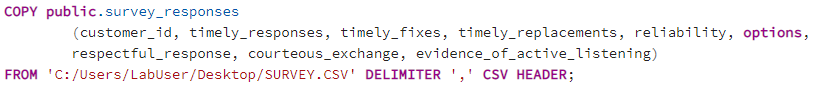 COPY public.survey_responses
(customer_id, timely_responses, timely_fixes, timely_replacements, reliability, options,
respectful_response, courteous_exchange, evidence_of_active_listening)
FROM 'C:/Users/LabUser/Desktop/SURVEY.CSV' DELIMITER ',' CSV HEADER;